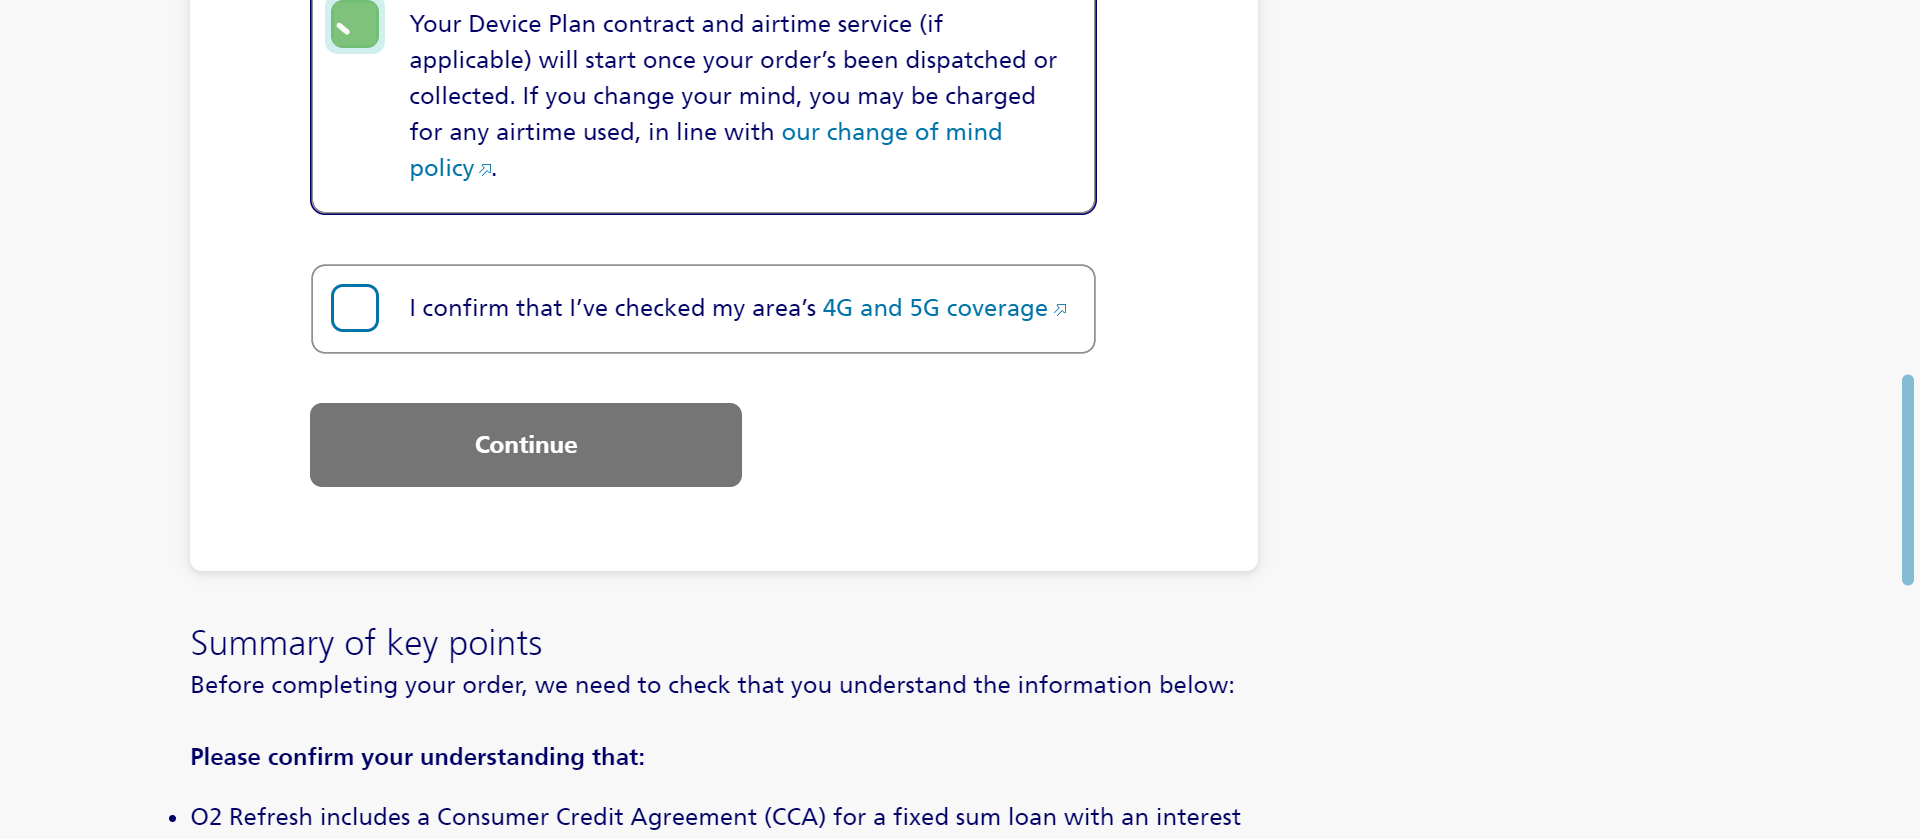 Your Device Plan contract and airtime service (if
applicable) will start once your order’s been dispatched or
collected. If you change your mind, you may be charged
for any airtime used, in line with our change of mind
policy.
I confirm that I’ve checked my area’s 4G and 5G coverage
Continue
Summary of key points
Before completing your order, we need to check that you understand the information below:
Please confirm your understanding that:
• O2 Refresh includes a Consumer Credit Agreement (CCA) for a fixed sum loan with an interest